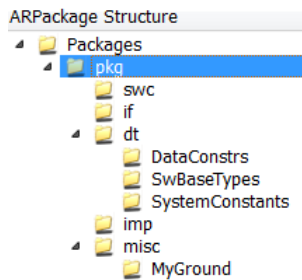 ARPackage Structure
Packages
pkg
swc
if
dt
DataConstrs
SwBaseTypes
SystemConstants
imp
misc
MyGround